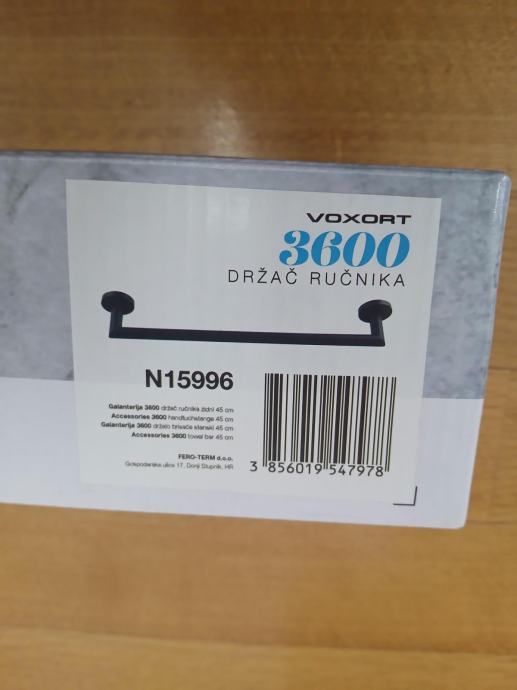 VOXORT
3600
DRŽAČ RUČNIKA
N15996
Galanterija 3600 držač ručnika zidni 45 cm
Accessories 3600 handtuchstange 45 cm
Galanterija 3600 držalo brisače stenski 45 cm
Accessories 3600 towel bar 45 cm
FERO-TERM d.o.o.
Gospodarska ulica 17, Donji Stupnik, HR
3 856019 547978